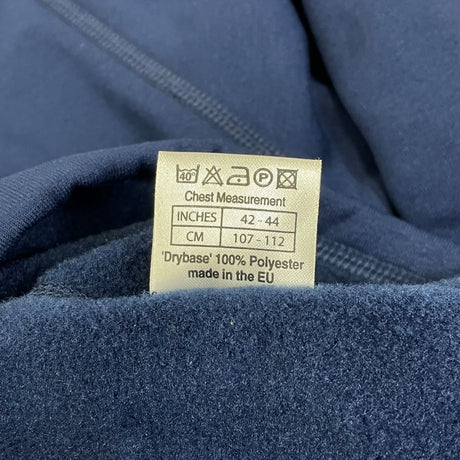 40°
P
Chest Measurement
INCHES 42 - 44
CM 107 - 112
'Drybase' 100% Polyester
made in the EU